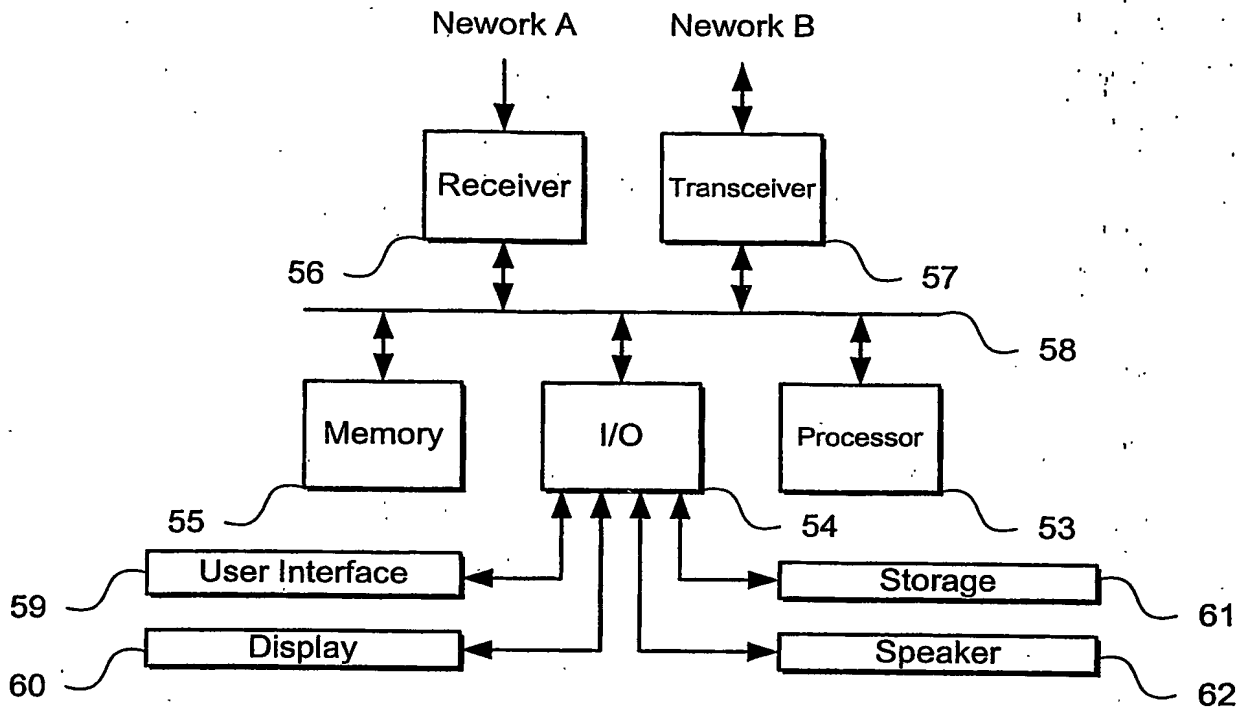 Nework A
Nework B
Receiver
Transceiver
56
57
58
Memory
I/O
Processor
55
54
53
User Interface
Storage
59
61
Display
Speaker
60
62